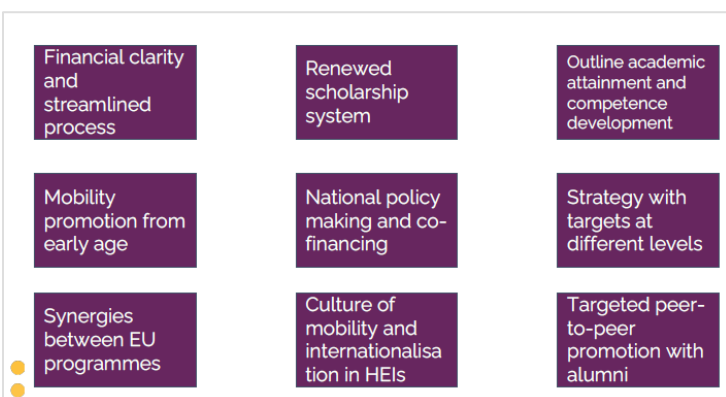 Financial clarity
and
streamlined
process
Renewed
scholarship
system
Outline academic
attainment and
competence
development
Mobility
promotion from
early age
National policy
making and co-
financing
Strategy with
targets at
different levels
Synergies
between EU
programmes
Culture of
mobility and
internationalisa
tion in HEIs
Targeted peer-
to-peer
promotion with
alumni